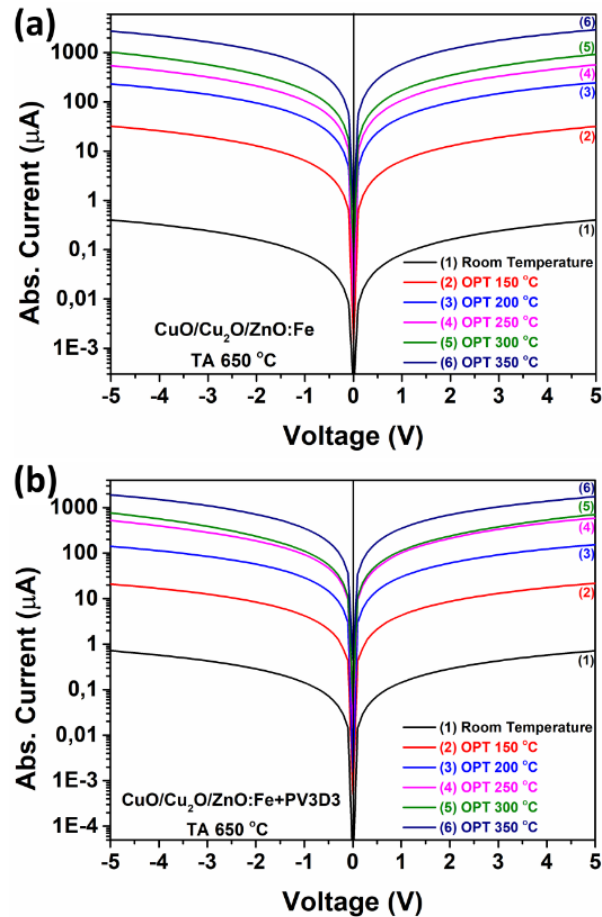 (a)
1000
100
10
1
0,1
0,01
1E-3
Abs. Current (μA)
(6)
(5)
(4)
(3)
(2)
(1)
(1) Room Temperature
(2) OPT 150 °C
(3) OPT 200 °C
(4) OPT 250 °C
(5) OPT 300 °C
(6) OPT 350 °C
CuO/Cu₂O/ZnO:Fe
TA 650 °C
-5 -4 -3 -2 -1 0 1 2 3 4 5
Voltage (V)
(b)
1000
100
10
1
0,1
0,01
1E-3
1E-4
Abs. Current (μA)
(6)
(5)
(4)
(3)
(2)
(1)
(1) Room Temperature
(2) OPT 150 °C
(3) OPT 200 °C
(4) OPT 250 °C
(5) OPT 300 °C
(6) OPT 350 °C
CuO/Cu₂O/ZnO:Fe+PV3D3
TA 650 °C
-5 -4 -3 -2 -1 0 1 2 3 4 5
Voltage (V)